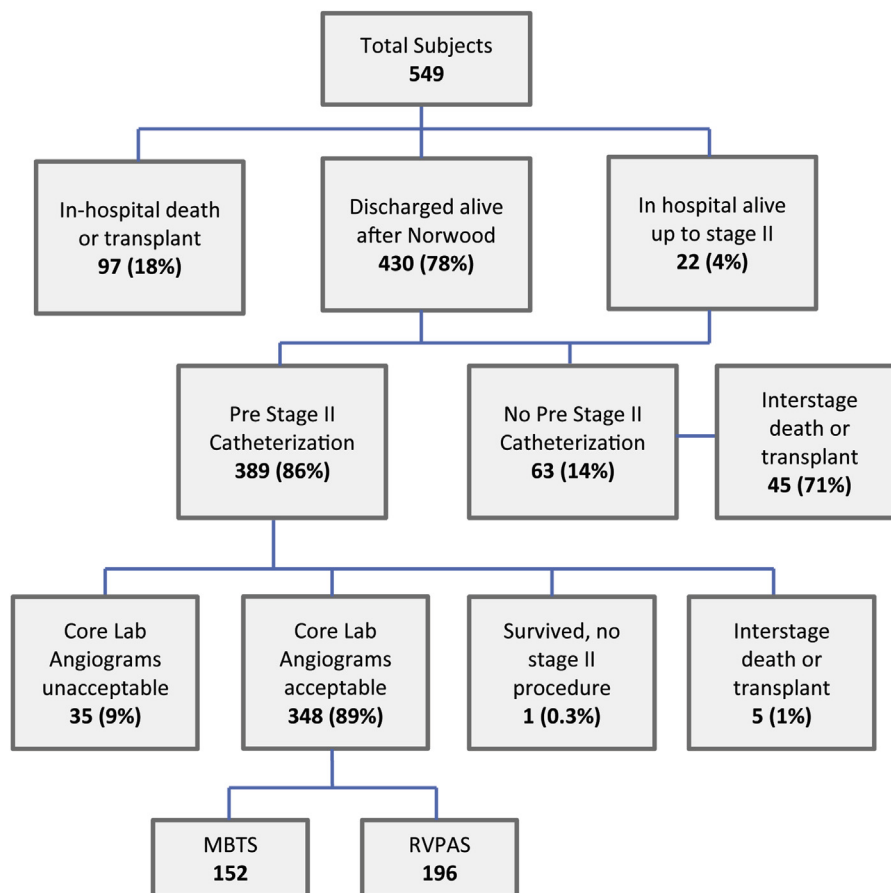 Total Subjects
549
In-hospital death
or transplant
97 (18%)
Discharged alive
after Norwood
430 (78%)
In hospital alive
up to stage II
22 (4%)
Pre Stage II
Catheterization
389 (86%)
No Pre Stage II
Catheterization
63 (14%)
Interstage
death or
transplant
45 (71%)
Core Lab
Angiograms
unacceptable
35 (9%)
Core Lab
Angiograms
acceptable
348 (89%)
Survived, no
stage II
procedure
1 (0.3%)
Interstage
death or
transplant
5 (1%)
MBTS
152
RVPAS
196